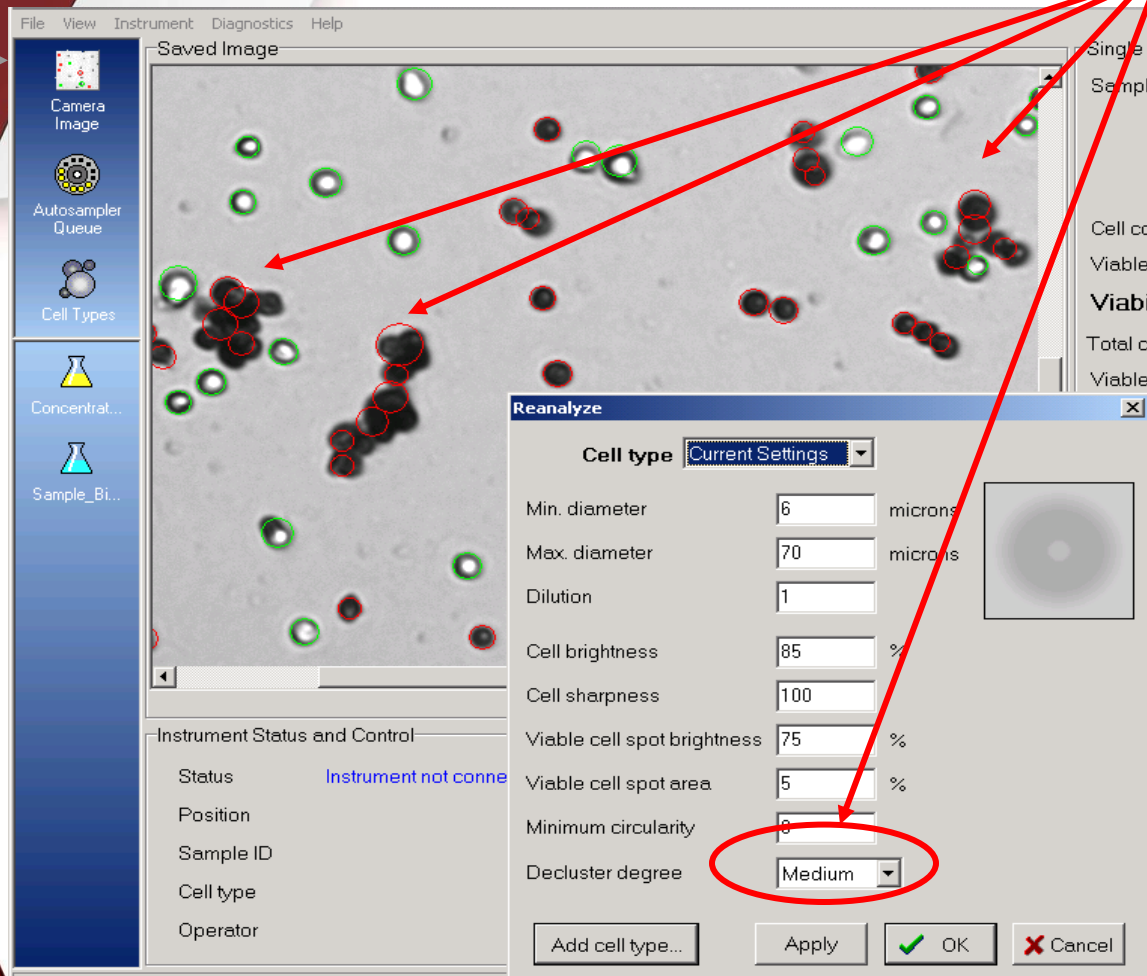 File View Instrument Diagnostics Help
Saved Image
Single
Camera
Image
Autosampler
Queue
Cell Types
Concentrat...
Sample_Bi...
Sampl
Cell co
Viable
Viabi
Total c
Viable
Reanalyze
Cell type Current Settings
Min. diameter 6 microns
Max. diameter 70 microns
Dilution 1
Cell brightness 85 %
Cell sharpness 100
Viable cell spot brightness 75 %
Viable cell spot area 5 %
Minimum circularity
Decluster degree Medium
Add cell type... Apply OK Cancel
Instrument Status and Control
Status Instrument not conne
Position
Sample ID
Cell type
Operator